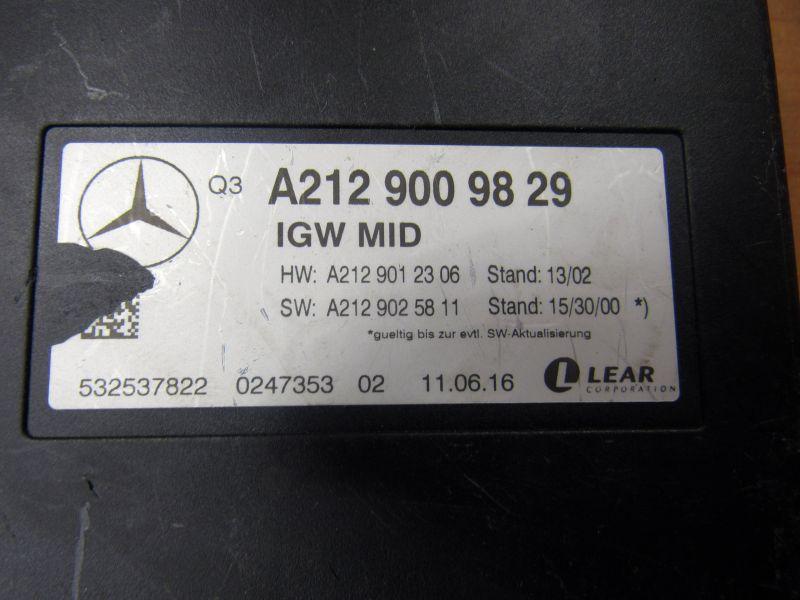 Q3 A212 900 98 29
IGW MID
HW: A212 901 23 06 Stand: 13/02
SW: A212 902 58 11 Stand: 15/30/00 *)
*gueltig bis zur evtl. SW-Aktualisierung
532537822 0247353 02 11.06.16 LEAR
CORPORATION